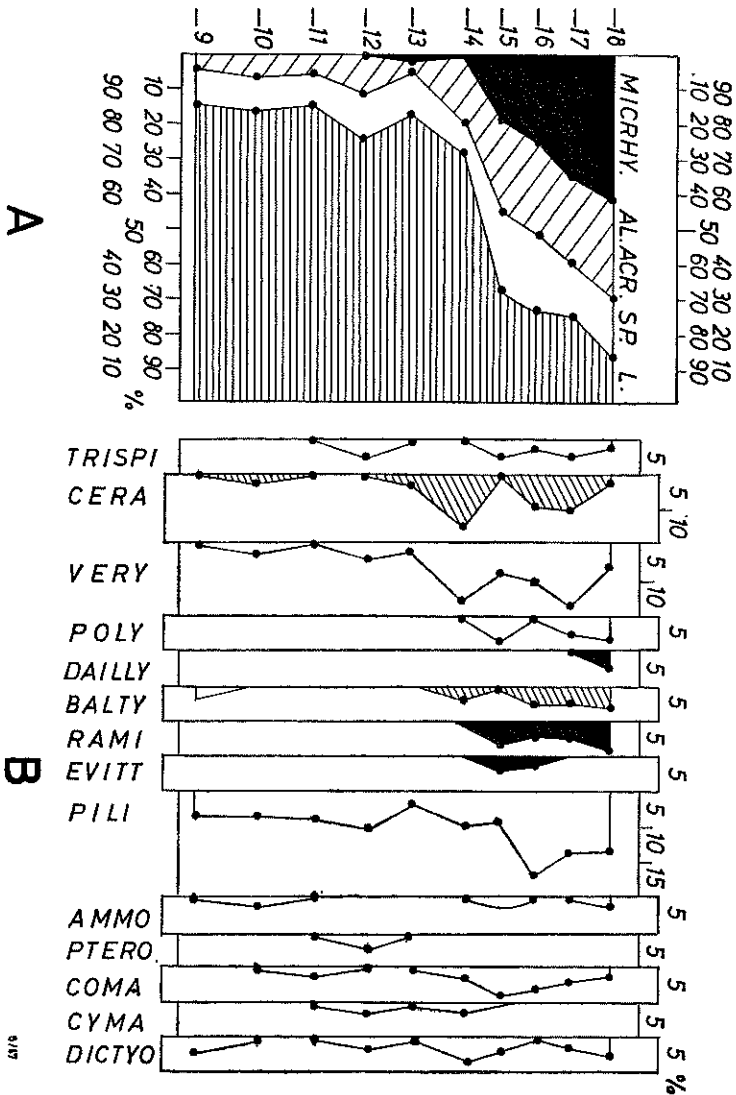 –9 –10 –11 –12 –13 –14 –15 –16 –17 –18
90 80 70 60 40 30 20 10
10 20 30 40 50 60 70 80 90
MICRHY. AL.ACR. SP. L.
10 20 30 40 50 60 70 80 90 %
90 80 70 60 40 30 20 10
A
TRISPI 5
CERA 5 10
VERY 5 10
POLY 5
DAILLY 5
BALTY 5
RAMI 5
EVITT 5
PILI 5 10 15
AMMO 5
PTERO.
COMA 5
CYMA 5
DICTYO 5 %
B